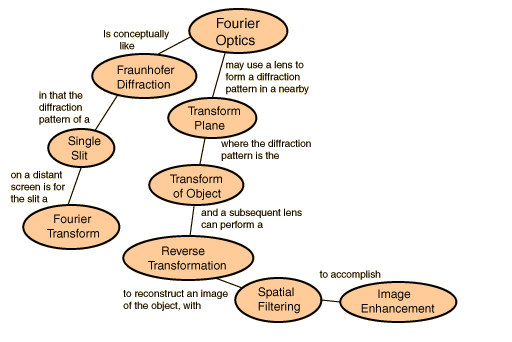 Fourier
Optics
Is conceptually
like
Fraunhofer
Diffraction
in that the
diffraction
pattern of a
Single
Slit
on a distant
screen is for
the slit a
Fourier
Transform
may use a lens to
form a diffraction
pattern in a nearby
Transform
Plane
where the diffraction
pattern is the
Transform
of Object
and a subsequent lens
can perform a
Reverse
Transformation
to reconstruct an image
of the object, with
Spatial
Filtering
to accomplish
Image
Enhancement